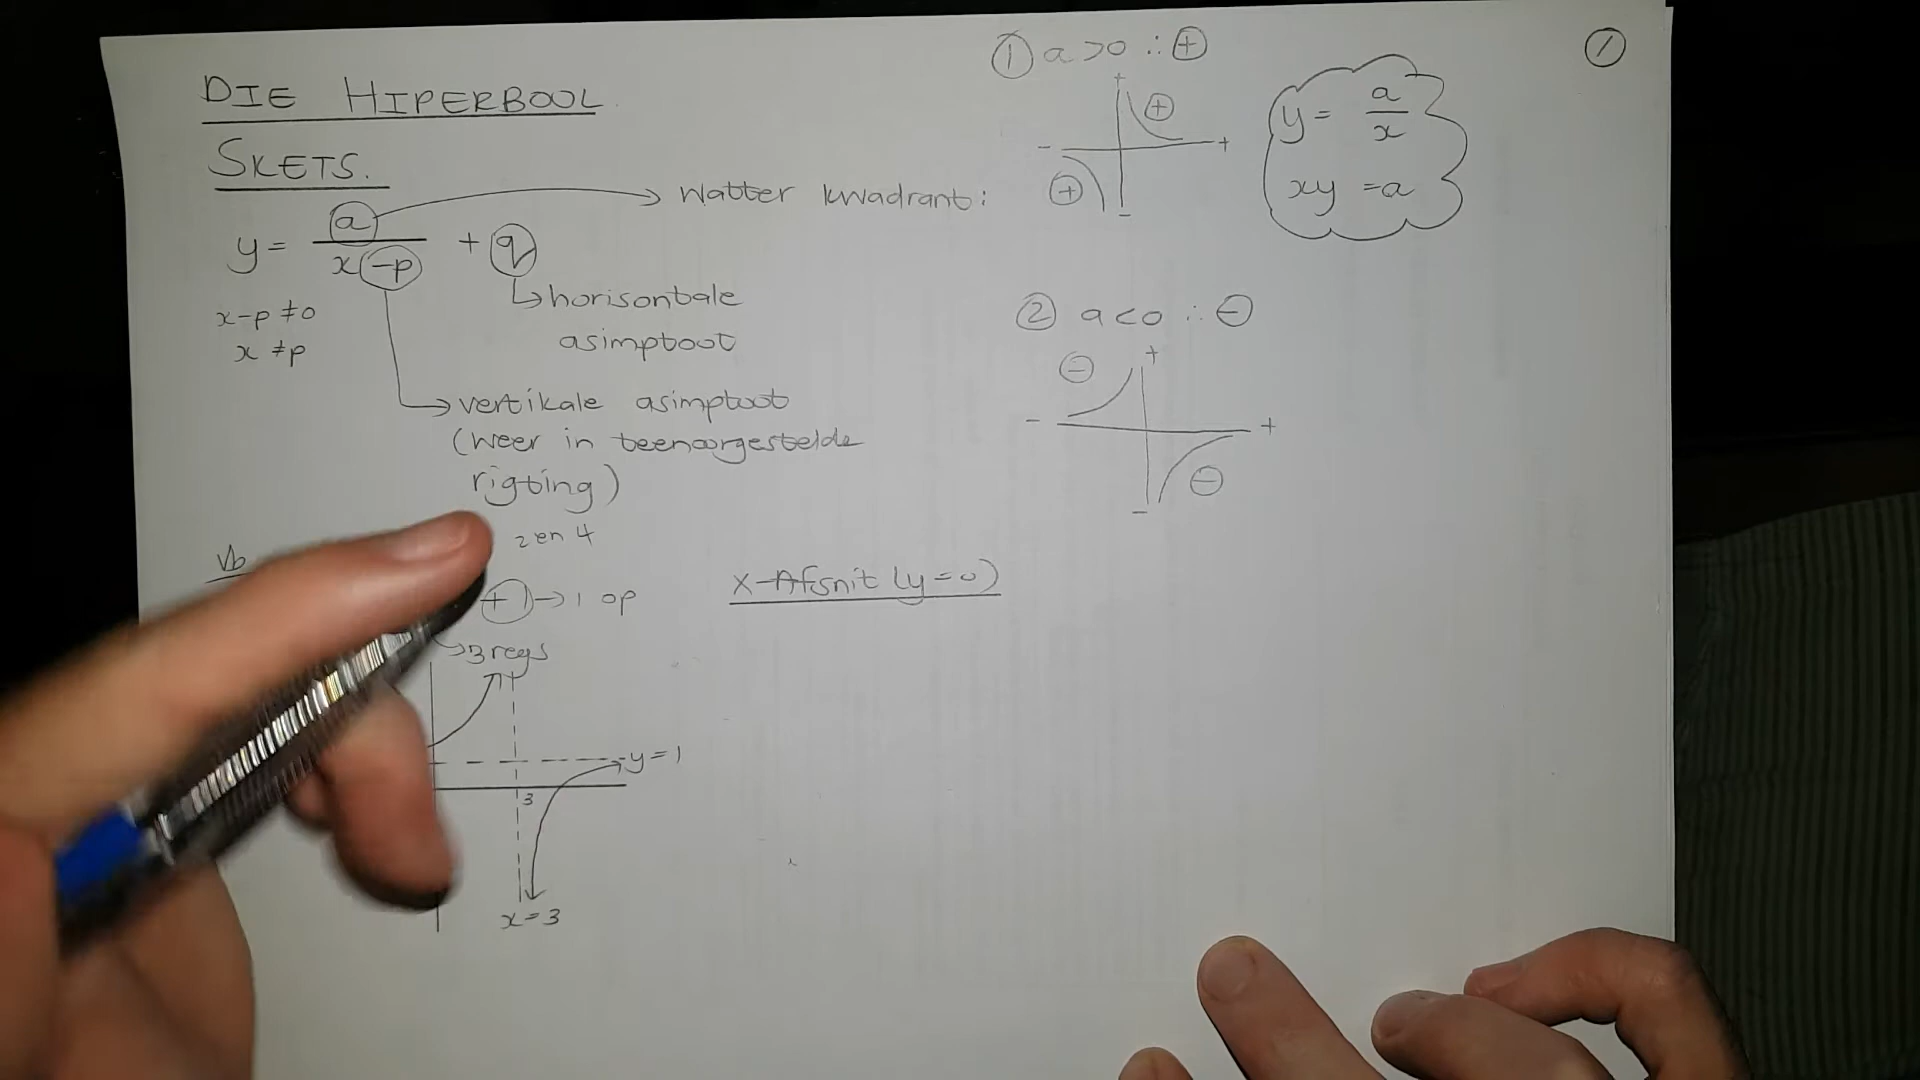 DIE HIPERBOOL
SKETS.
y = a / x-p + q
→ watter kwadrant:
x-p ≠ 0
x ≠ p
↳ horisontale
asimptoot
→ vertikale asimptoot
(weer in teenoorgestelde
rigting)
① a > 0 ∴ ⊕
+
⊕
- +
⊕
-
y = a / x
xy = a
1
② a < 0 ∴ ⊖
⊖ +
- +
⊖
-
Vb
2 en 4
+1 → 1 op
↳ 3 regs
y = 1
3
x = 3
X-Afsnit (y=0)